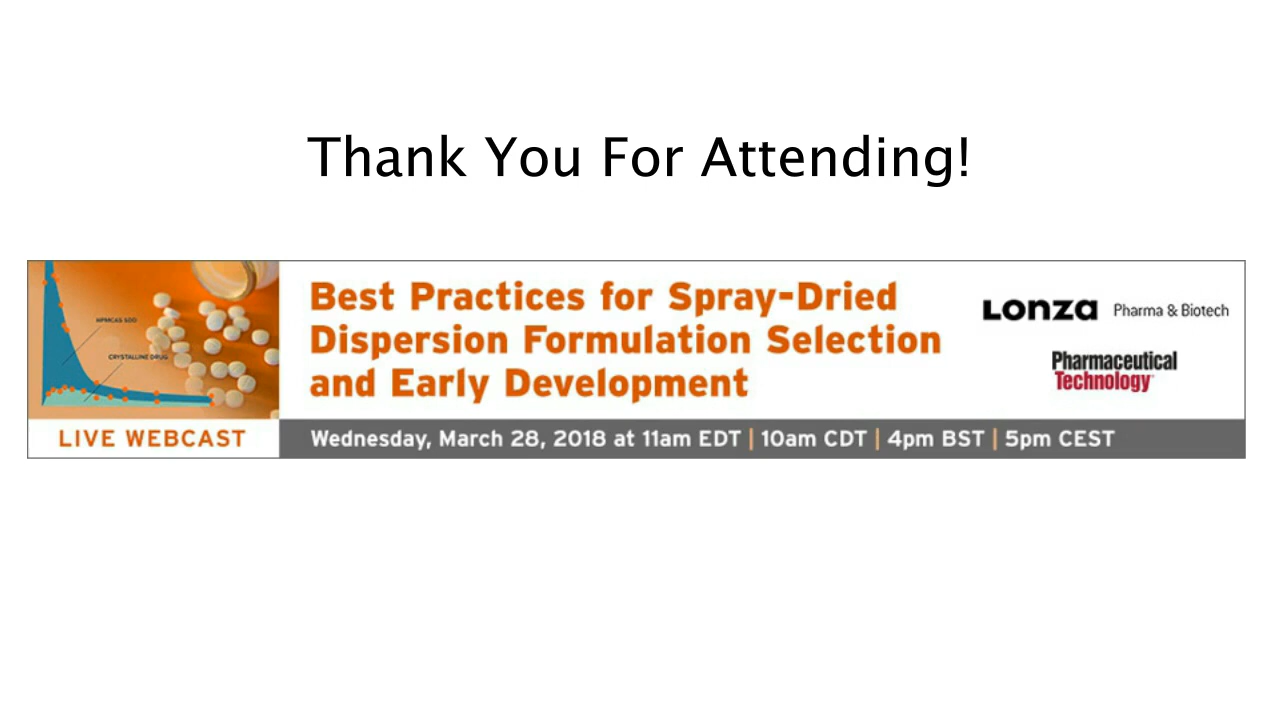 Thank You For Attending!
Best Practices for Spray-Dried
Dispersion Formulation Selection
and Early Development
Lonza Pharma & Biotech
Pharmaceutical
Technology
HPMCAS SDD
CRYSTALLINE DRUG
LIVE WEBCAST
Wednesday, March 28, 2018 at 11am EDT | 10am CDT | 4pm BST | 5pm CEST